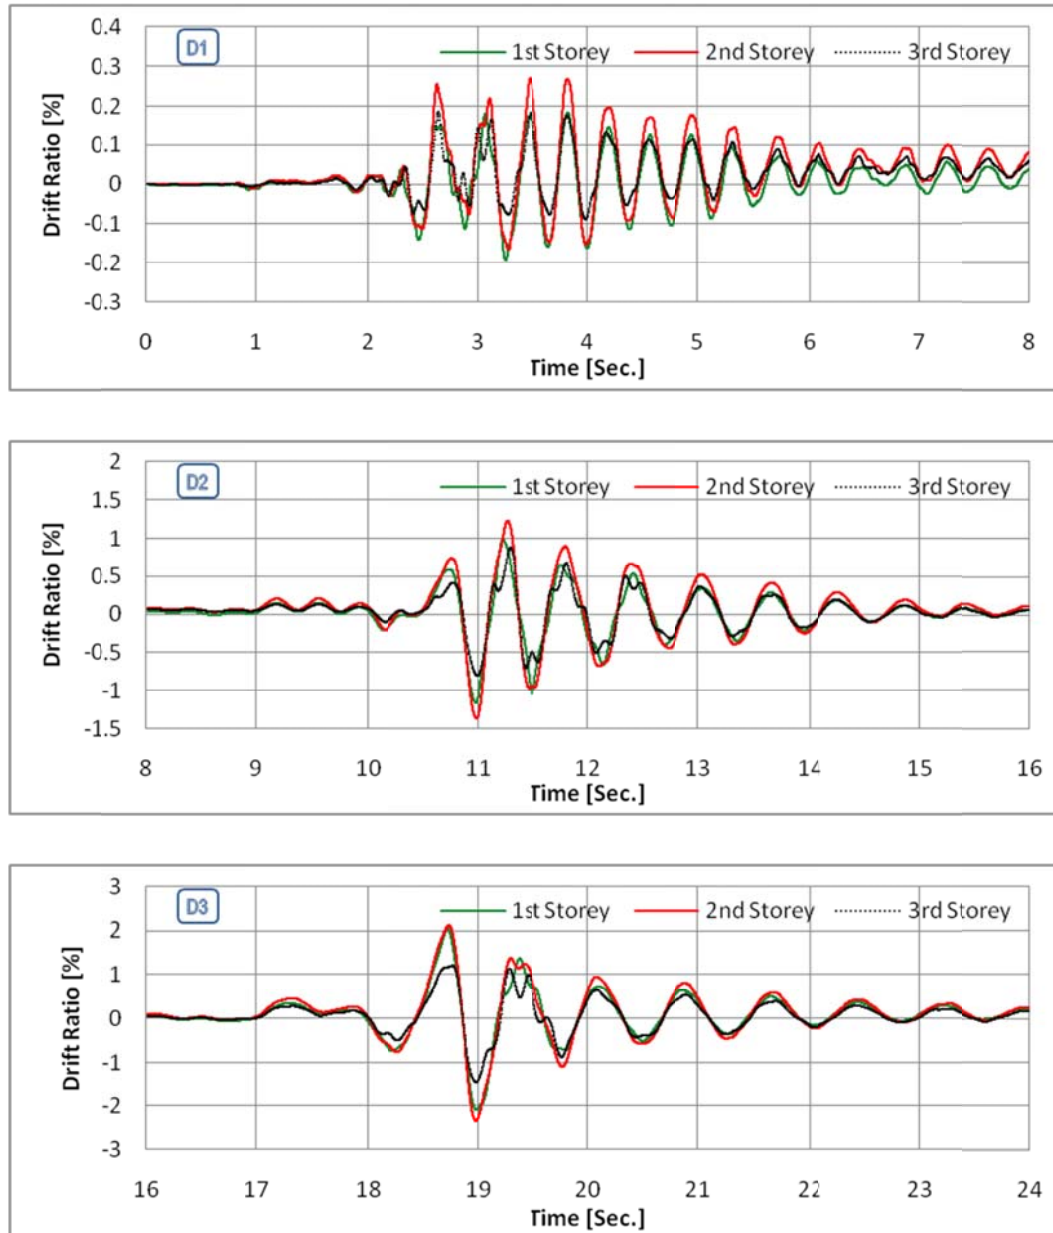 D1
1st Storey 2nd Storey 3rd Storey
Drift Ratio [%]
0.4
0.3
0.2
0.1
0
-0.1
-0.2
-0.3
0 1 2 3 4 5 6 7 8
Time [Sec.]
D2
1st Storey 2nd Storey 3rd Storey
Drift Ratio [%]
2
1.5
1
0.5
0
-0.5
-1
-1.5
8 9 10 11 12 13 14 15 16
Time [Sec.]
D3
1st Storey 2nd Storey 3rd Storey
Drift Ratio [%]
3
2
1
0
-1
-2
-3
16 17 18 19 20 21 22 23 24
Time [Sec.]